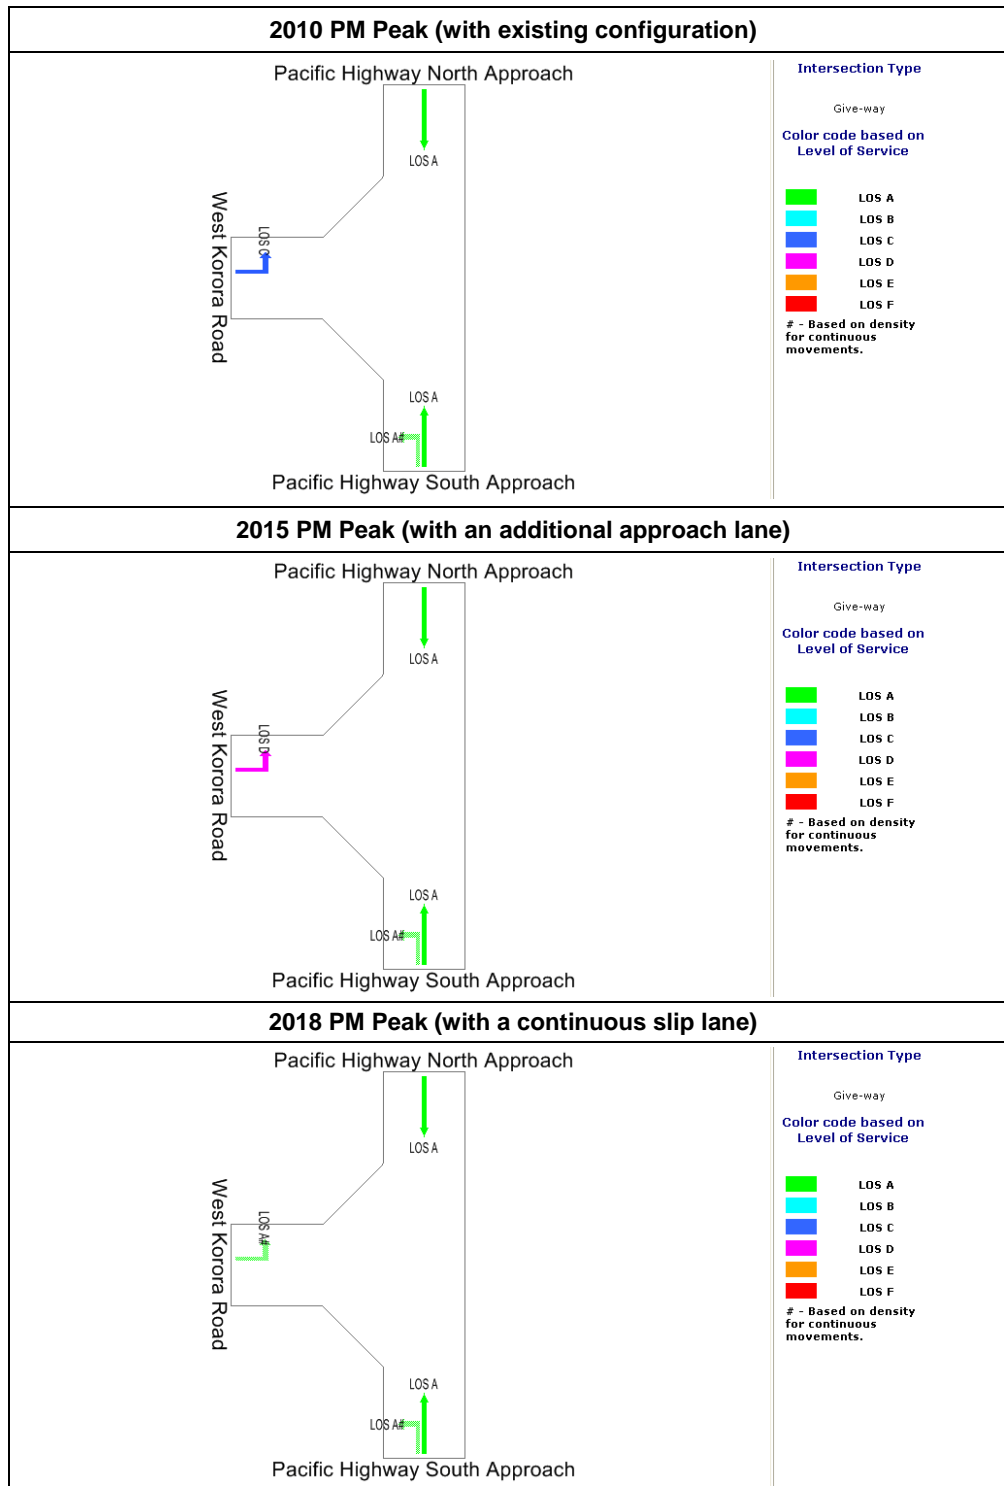 2010 PM Peak (with existing configuration)
Pacific Highway North Approach
LOS A
West Korora Road
LOS C
LOS A
LOS A#
Pacific Highway South Approach
Intersection Type
Give-way
Color code based on
Level of Service
LOS A
LOS B
LOS C
LOS D
LOS E
LOS F
# - Based on density
for continuous
movements.
2015 PM Peak (with an additional approach lane)
Pacific Highway North Approach
LOS A
West Korora Road
LOS D
LOS A
LOS A#
Pacific Highway South Approach
Intersection Type
Give-way
Color code based on
Level of Service
LOS A
LOS B
LOS C
LOS D
LOS E
LOS F
# - Based on density
for continuous
movements.
2018 PM Peak (with a continuous slip lane)
Pacific Highway North Approach
LOS A
West Korora Road
LOS A#
LOS A
LOS A#
Pacific Highway South Approach
Intersection Type
Give-way
Color code based on
Level of Service
LOS A
LOS B
LOS C
LOS D
LOS E
LOS F
# - Based on density
for continuous
movements.